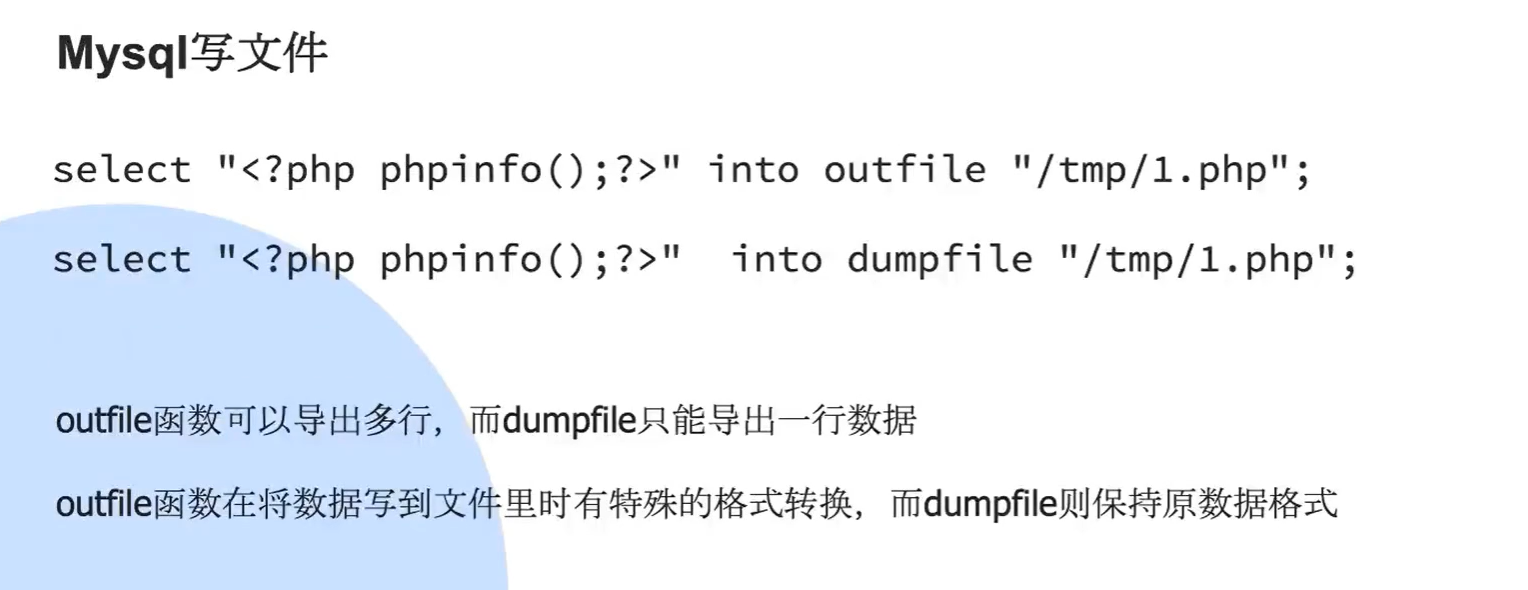 Mysql写文件
select "<?php phpinfo();?>" into outfile "/tmp/1.php";
select "<?php phpinfo();?>"  into dumpfile "/tmp/1.php";
outfile函数可以导出多行，而dumpfile只能导出一行数据
outfile函数在将数据写到文件里时有特殊的格式转换，而dumpfile则保持原数据格式